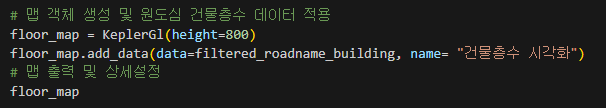 # 맵 객체 생성 및 원도심 건물층수 데이터 적용
floor_map = KeplerGl(height=800)
floor_map.add_data(data=filtered_roadname_building, name= "건물층수 시각화")
# 맵 출력 및 상세설정
floor_map